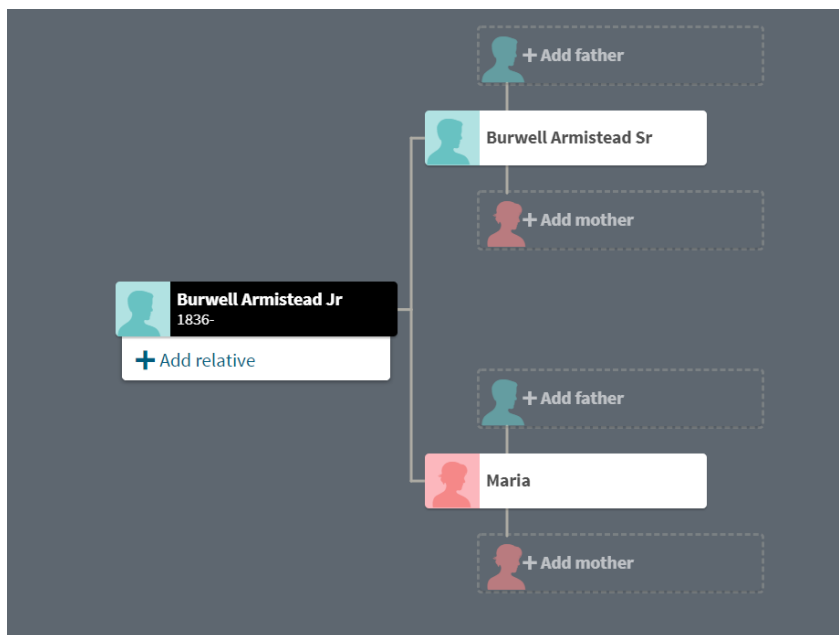 + Add father
Burwell Armistead Sr
+ Add mother
Burwell Armistead Jr
1836-
+ Add relative
+ Add father
Maria
+ Add mother